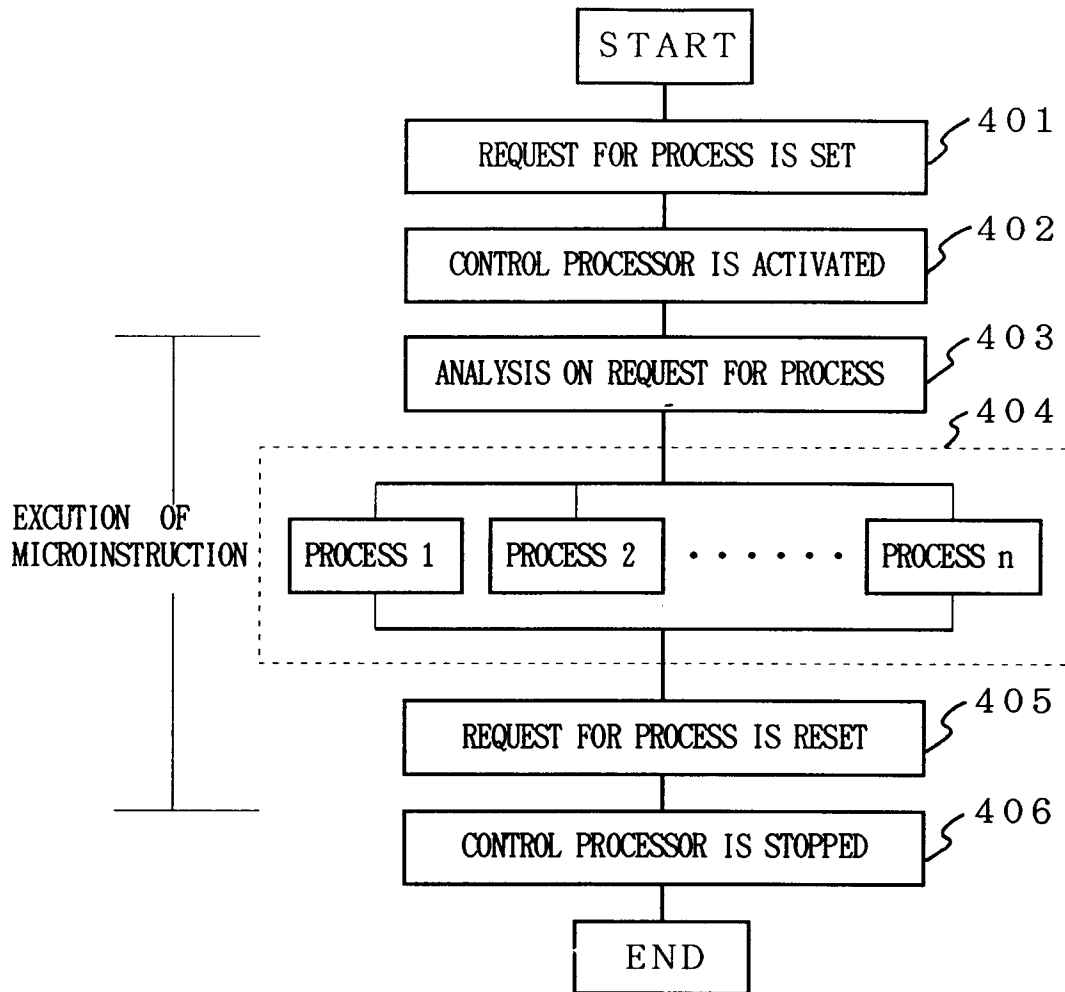 START
401
REQUEST FOR PROCESS IS SET
402
CONTROL PROCESSOR IS ACTIVATED
403
ANALYSIS ON REQUEST FOR PROCESS
404
EXCUTION OF
MICROINSTRUCTION
PROCESS 1
PROCESS 2
PROCESS n
405
REQUEST FOR PROCESS IS RESET
406
CONTROL PROCESSOR IS STOPPED
END